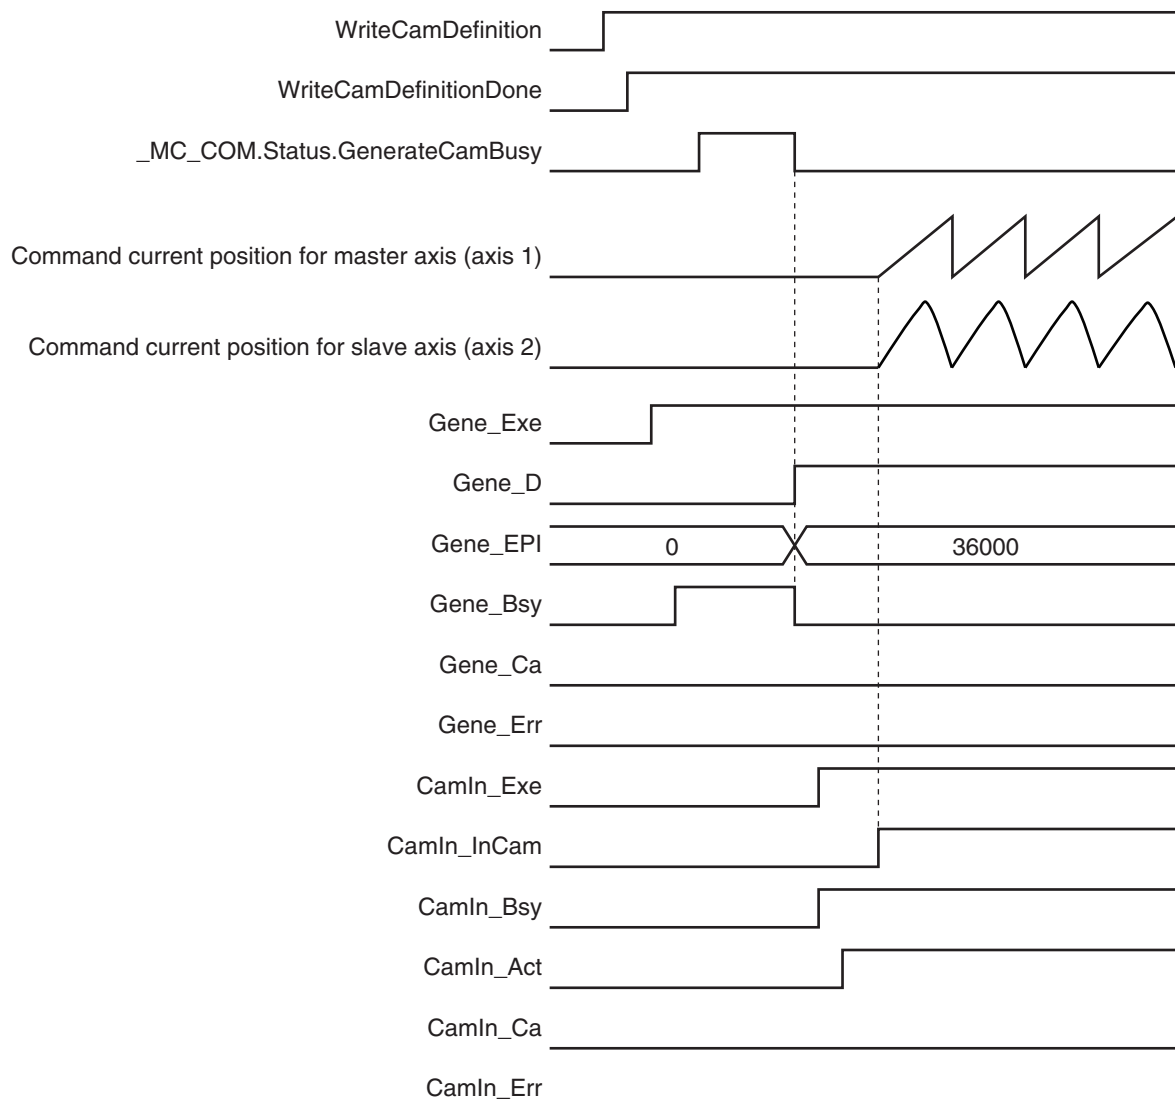 WriteCamDefinition
WriteCamDefinitionDone
_MC_COM.Status.GenerateCamBusy
Command current position for master axis (axis 1)
Command current position for slave axis (axis 2)
Gene_Exe
Gene_D
Gene_EPI 0 36000
Gene_Bsy
Gene_Ca
Gene_Err
CamIn_Exe
CamIn_InCam
CamIn_Bsy
CamIn_Act
CamIn_Ca
CamIn_Err